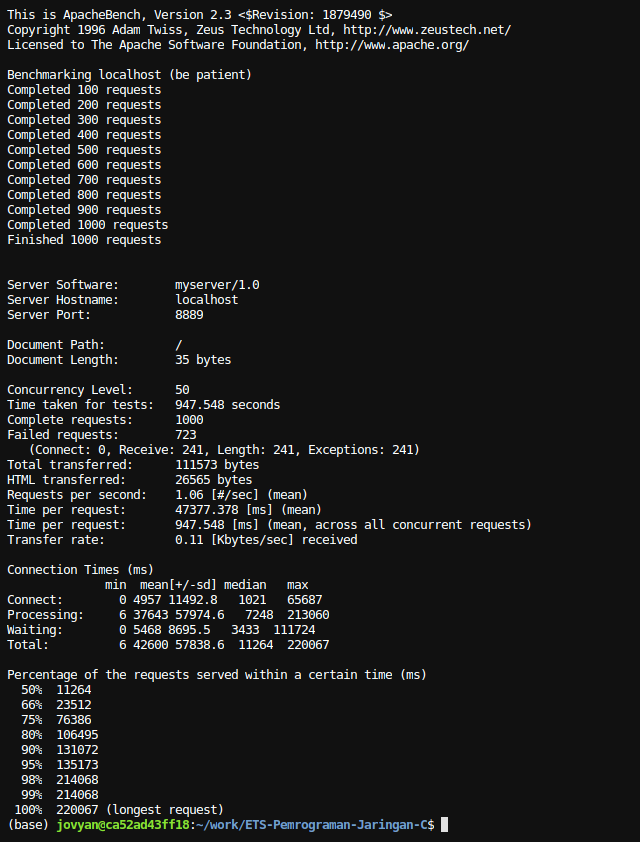 This is ApacheBench, Version 2.3 <$Revision: 1879490 $>
Copyright 1996 Adam Twiss, Zeus Technology Ltd, http://www.zeustech.net/
Licensed to The Apache Software Foundation, http://www.apache.org/

Benchmarking localhost (be patient)
Completed 100 requests
Completed 200 requests
Completed 300 requests
Completed 400 requests
Completed 500 requests
Completed 600 requests
Completed 700 requests
Completed 800 requests
Completed 900 requests
Completed 1000 requests
Finished 1000 requests


Server Software:        myserver/1.0
Server Hostname:        localhost
Server Port:            8889

Document Path:          /
Document Length:        35 bytes

Concurrency Level:      50
Time taken for tests:   947.548 seconds
Complete requests:      1000
Failed requests:        723
   (Connect: 0, Receive: 241, Length: 241, Exceptions: 241)
Total transferred:      111573 bytes
HTML transferred:       26565 bytes
Requests per second:    1.06 [#/sec] (mean)
Time per request:       47377.378 [ms] (mean)
Time per request:       947.548 [ms] (mean, across all concurrent requests)
Transfer rate:          0.11 [Kbytes/sec] received

Connection Times (ms)
              min  mean[+/-sd] median   max
Connect:        0 4957 11492.8   1021   65687
Processing:     6 37643 57974.6   7248  213060
Waiting:        0 5468 8695.5   3433  111724
Total:          6 42600 57838.6  11264  220067

Percentage of the requests served within a certain time (ms)
  50%  11264
  66%  23512
  75%  76386
  80%  106495
  90%  131072
  95%  135173
  98%  214068
  99%  214068
 100%  220067 (longest request)
(base) jovyan@ca52ad43ff18:~/work/ETS-Pemrograman-Jaringan-C$